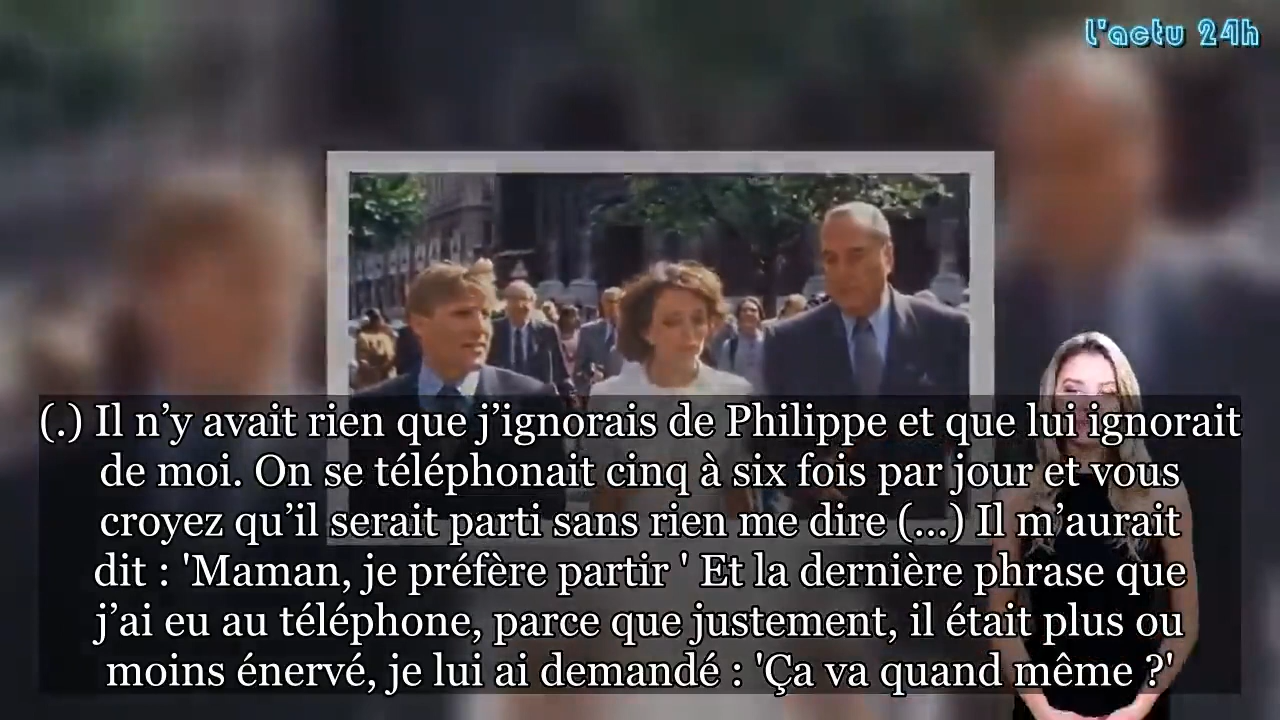 l'actu 24h
(.) Il n’y avait rien que j’ignorais de Philippe et que lui ignorait
de moi. On se téléphonait cinq à six fois par jour et vous
croyez qu’il serait parti sans rien me dire (...) Il m’aurait
dit : 'Maman, je préfère partir ' Et la dernière phrase que
j’ai eu au téléphone, parce que justement, il était plus ou
moins énervé, je lui ai demandé : 'Ça va quand même ?'